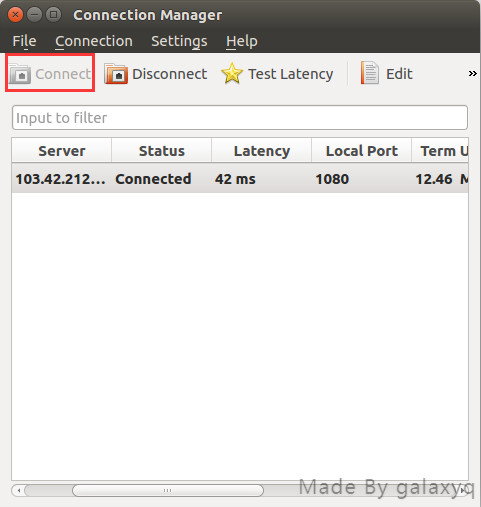 Connection Manager
File Connection Settings Help
Connect Disconnect Test Latency Edit »
Input to filter
Server Status Latency Local Port Term U
103.42.212... Connected 42 ms 1080 12.46 M
Made By galaxyq